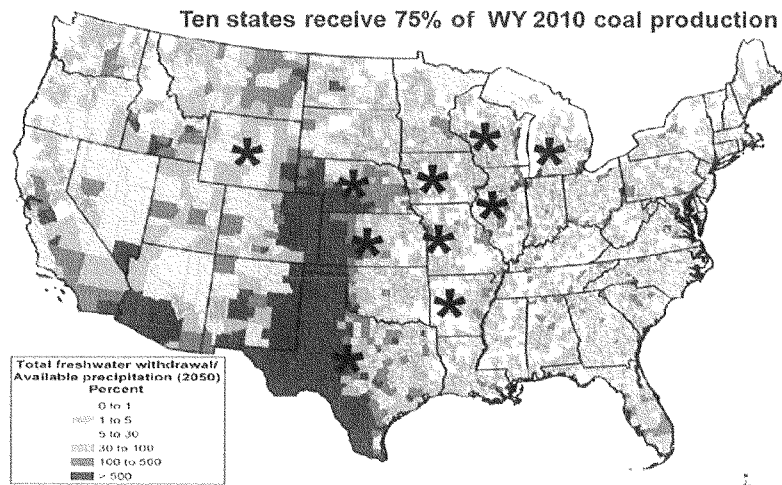 Ten states receive 75% of WY 2010 coal production
Total freshwater withdrawal/
Available precipitation (2050)
Percent
0 to 1
1 to 5
5 to 30
30 to 100
100 to 500
> 500